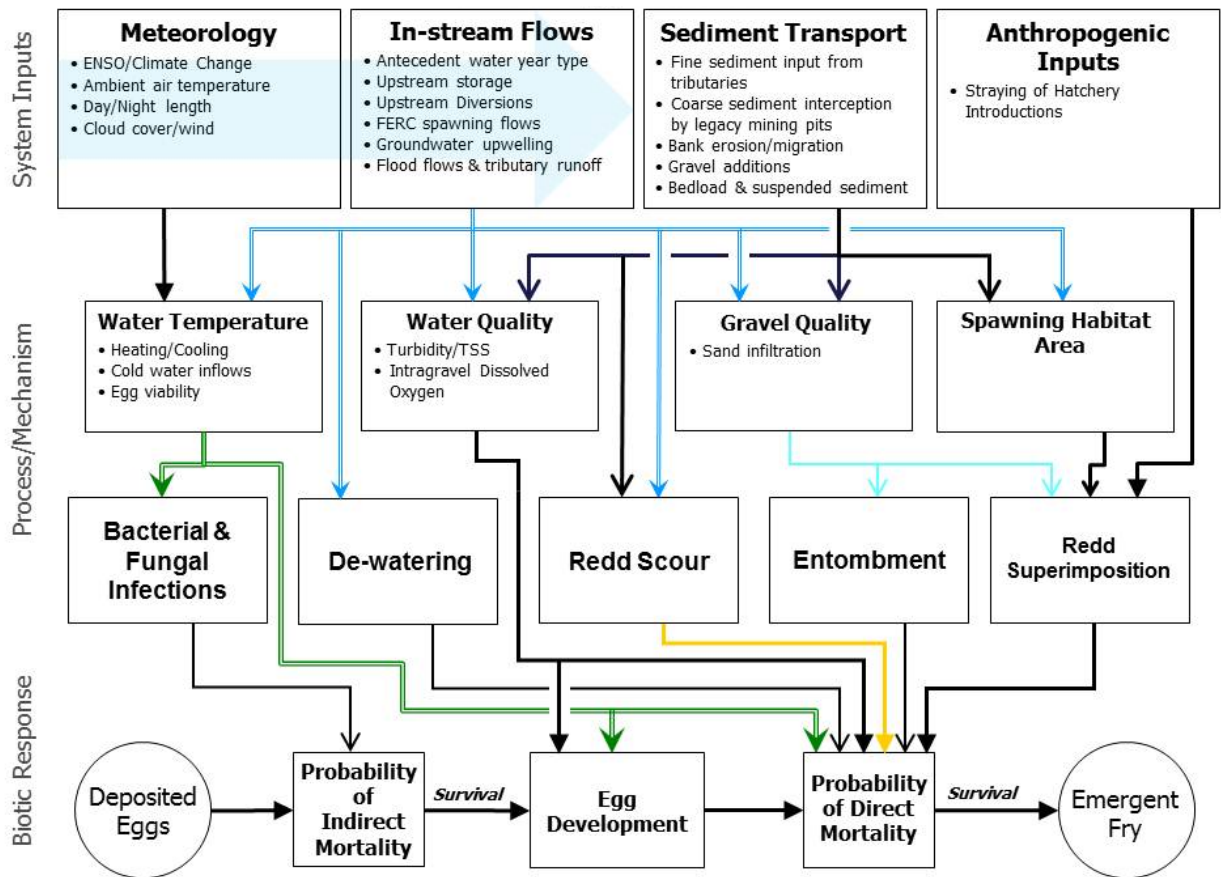 System Inputs
Meteorology
• ENSO/Climate Change
• Ambient air temperature
• Day/Night length
• Cloud cover/wind
In-stream Flows
• Antecedent water year type
• Upstream storage
• Upstream Diversions
• FERC spawning flows
• Groundwater upwelling
• Flood flows & tributary runoff
Sediment Transport
• Fine sediment input from
tributaries
• Coarse sediment interception
by legacy mining pits
• Bank erosion/migration
• Gravel additions
• Bedload & suspended sediment
Anthropogenic
Inputs
• Straying of Hatchery
Introductions
Process/Mechanism
Water Temperature
• Heating/Cooling
• Cold water inflows
• Egg viability
Water Quality
• Turbidity/TSS
• Intragravel Dissolved
Oxygen
Gravel Quality
• Sand infiltration
Spawning Habitat
Area
Bacterial &
Fungal
Infections
De-watering
Redd Scour
Entombment
Redd
Superimposition
Biotic Response
Deposited
Eggs
Probability
of
Indirect
Mortality
Survival
Egg
Development
Probability
of Direct
Mortality
Survival
Emergent
Fry